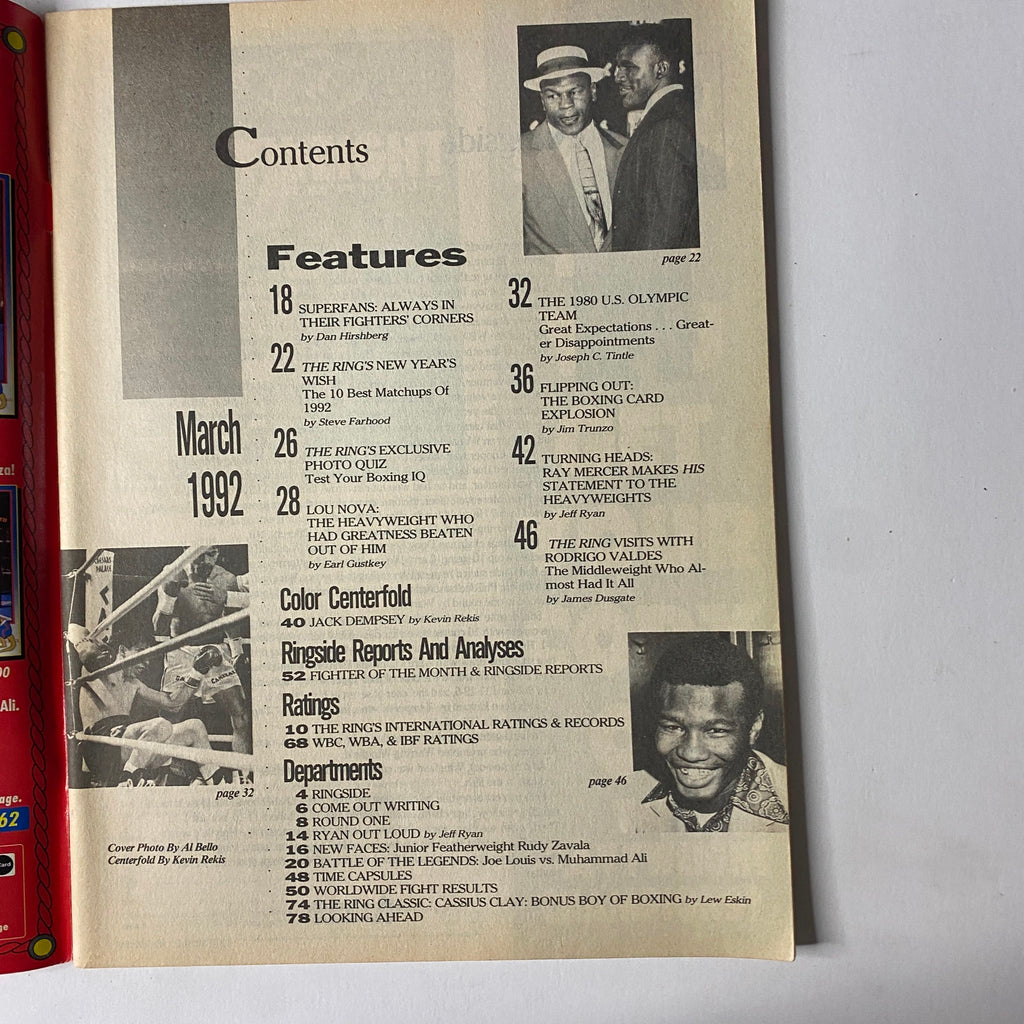 Contents
page 22
Features
18 SUPERFANS: ALWAYS IN
THEIR FIGHTERS' CORNERS
by Dan Hirshberg
22 THE RING'S NEW YEAR'S
WISH
The 10 Best Matchups Of
1992
by Steve Farhood
26 THE RING'S EXCLUSIVE
PHOTO QUIZ
Test Your Boxing IQ
28 LOU NOVA:
THE HEAVYWEIGHT WHO
HAD GREATNESS BEATEN
OUT OF HIM
by Earl Gustkey
32 THE 1980 U.S. OLYMPIC
TEAM
Great Expectations . . . Great-
er Disappointments
by Joseph C. Tintle
36 FLIPPING OUT:
THE BOXING CARD
EXPLOSION
by Jim Trunzo
42 TURNING HEADS:
RAY MERCER MAKES HIS
STATEMENT TO THE
HEAVYWEIGHTS
by Jeff Ryan
46 THE RING VISITS WITH
RODRIGO VALDES
The Middleweight Who Al-
most Had It All
by James Dusgate
March
1992
Color Centerfold
40 JACK DEMPSEY by Kevin Rekis
Ringside Reports And Analyses
52 FIGHTER OF THE MONTH & RINGSIDE REPORTS
Ratings
10 THE RING'S INTERNATIONAL RATINGS & RECORDS
68 WBC, WBA, & IBF RATINGS
Departments
4 RINGSIDE
6 COME OUT WRITING
8 ROUND ONE
14 RYAN OUT LOUD by Jeff Ryan
16 NEW FACES: Junior Featherweight Rudy Zavala
20 BATTLE OF THE LEGENDS: Joe Louis vs. Muhammad Ali
48 TIME CAPSULES
50 WORLDWIDE FIGHT RESULTS
74 THE RING CLASSIC: CASSIUS CLAY: BONUS BOY OF BOXING by Lew Eskin
78 LOOKING AHEAD
CAESARS
PALACE
page 32
page 46
Cover Photo By Al Bello
Centerfold By Kevin Rekis
Ali.
62